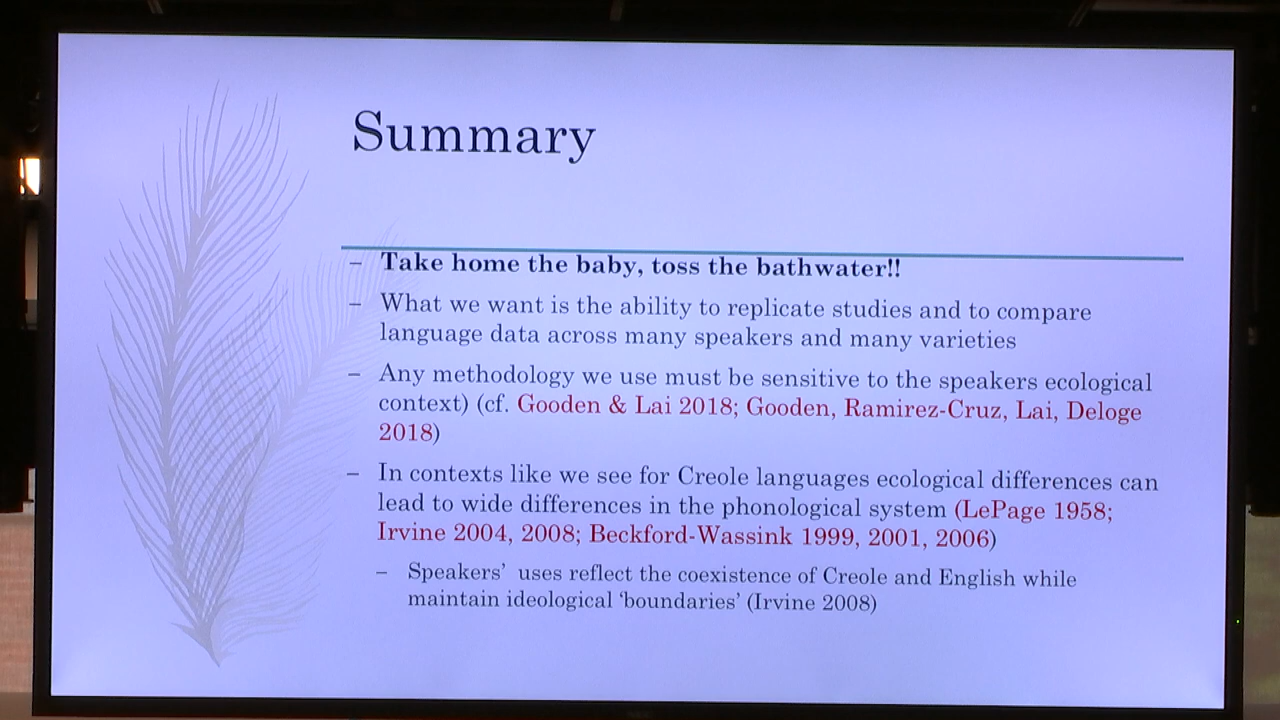 Summary
– Take home the baby, toss the bathwater!!
– What we want is the ability to replicate studies and to compare
language data across many speakers and many varieties
– Any methodology we use must be sensitive to the speakers ecological
context) (cf. Gooden & Lai 2018; Gooden, Ramirez-Cruz, Lai, Deloge
2018)
– In contexts like we see for Creole languages ecological differences can
lead to wide differences in the phonological system (LePage 1958;
Irvine 2004, 2008; Beckford-Wassink 1999, 2001, 2006)
– Speakers’ uses reflect the coexistence of Creole and English while
maintain ideological ‘boundaries’ (Irvine 2008)